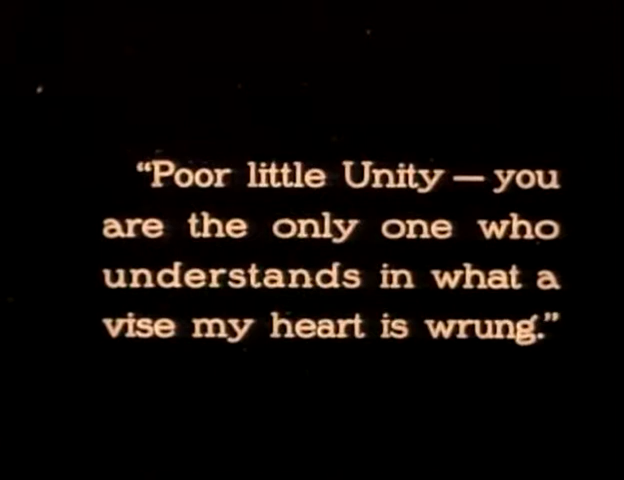 “Poor little Unity — you
are the only one who
understands in what a
vise my heart is wrung.”